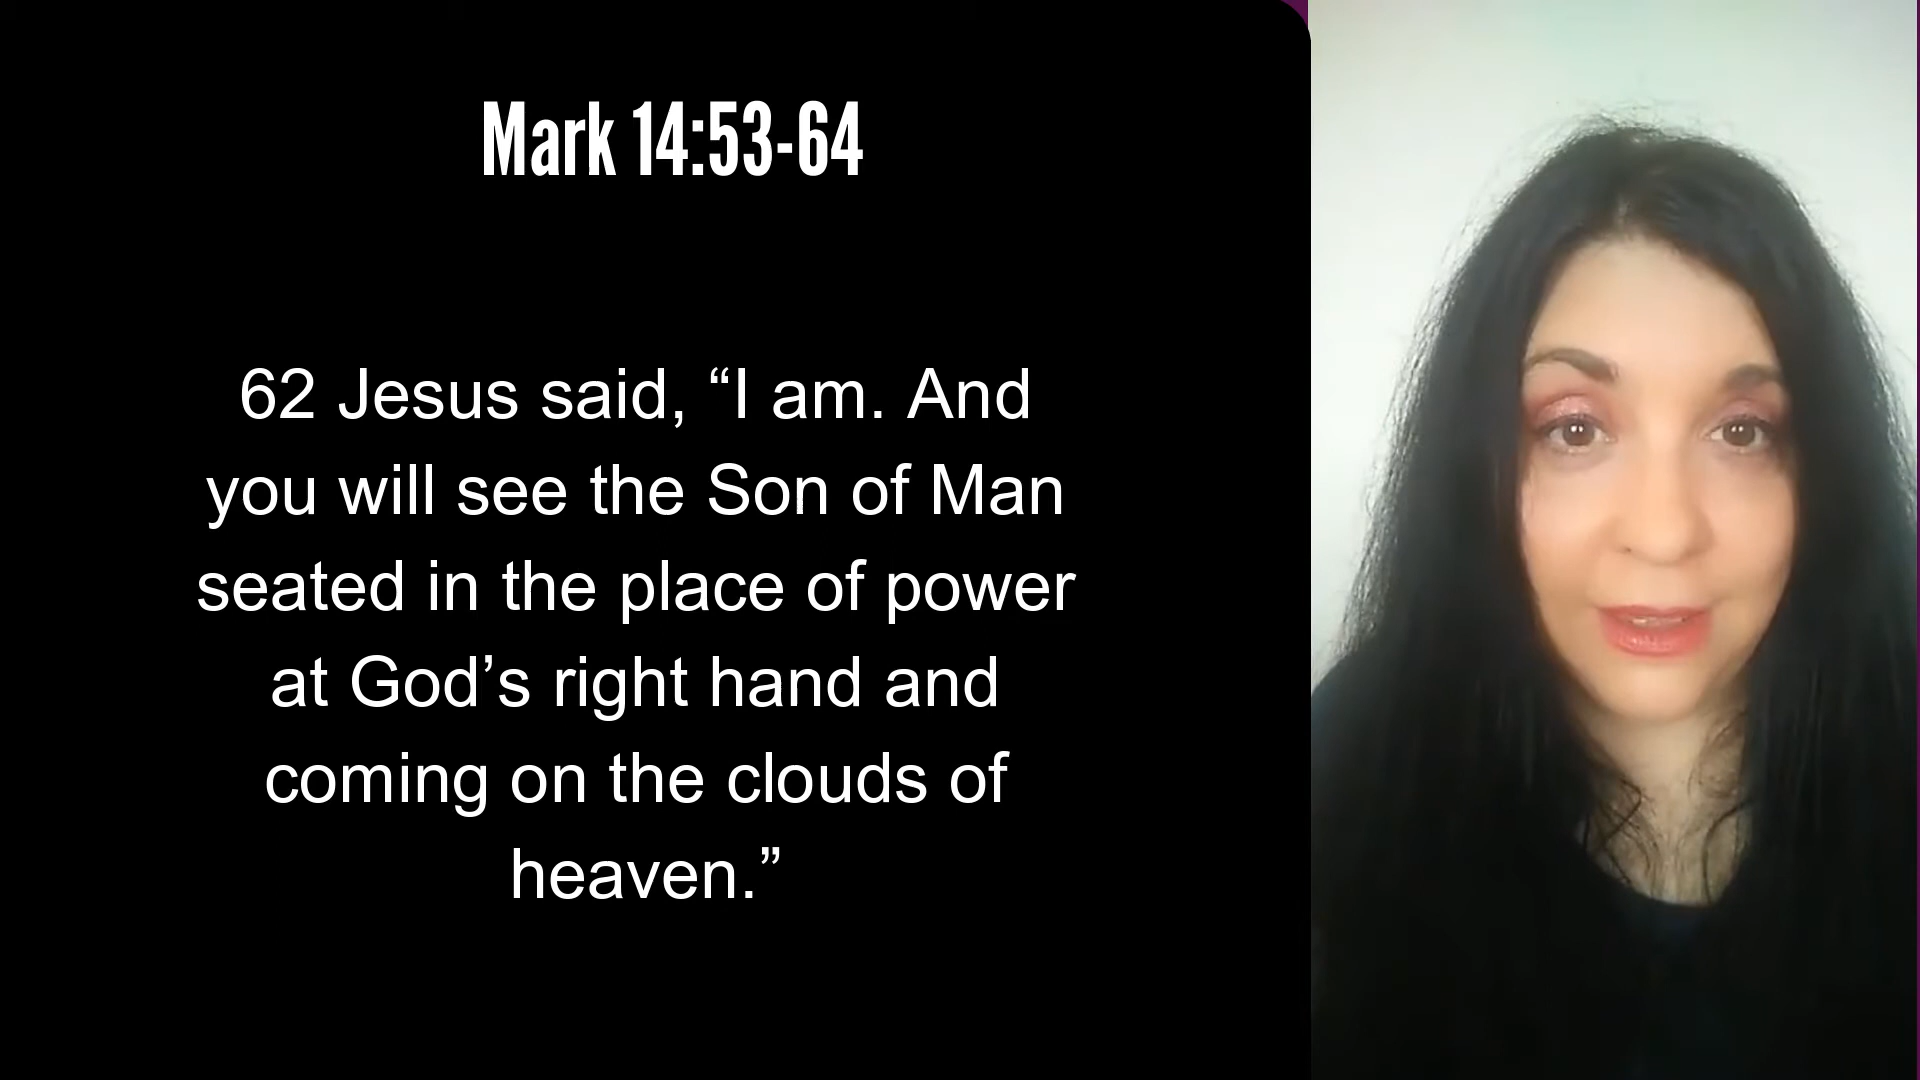 Mark 14:53-64
62 Jesus said, “I am. And
you will see the Son of Man
seated in the place of power
at God’s right hand and
coming on the clouds of
heaven.”